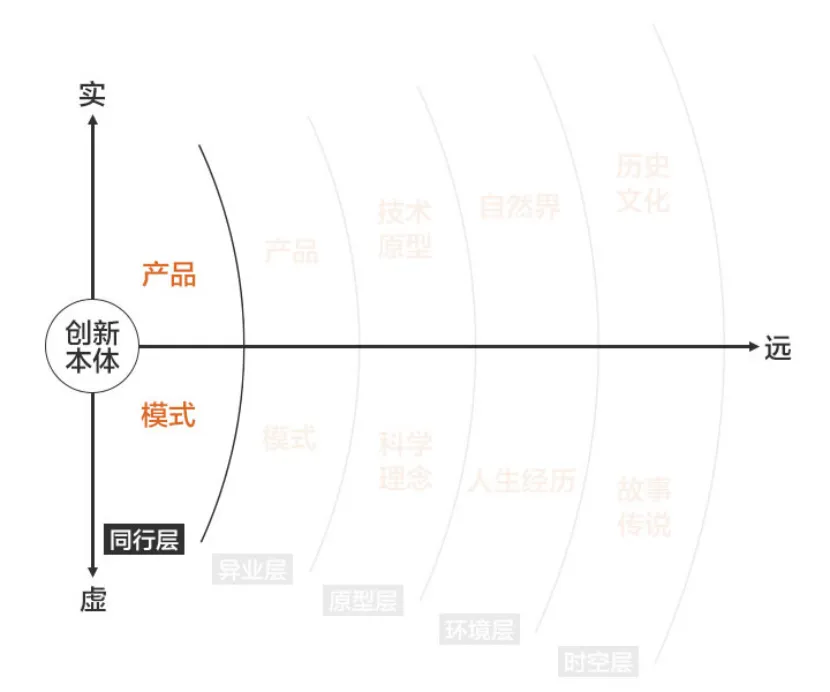 实
历史
文化
技术
原型
自然界
产品
产品
创新
本体
远
模式
模式
科学
理念
人生经历
故事
传说
同行层
异业层
原型层
环境层
时空层
虚